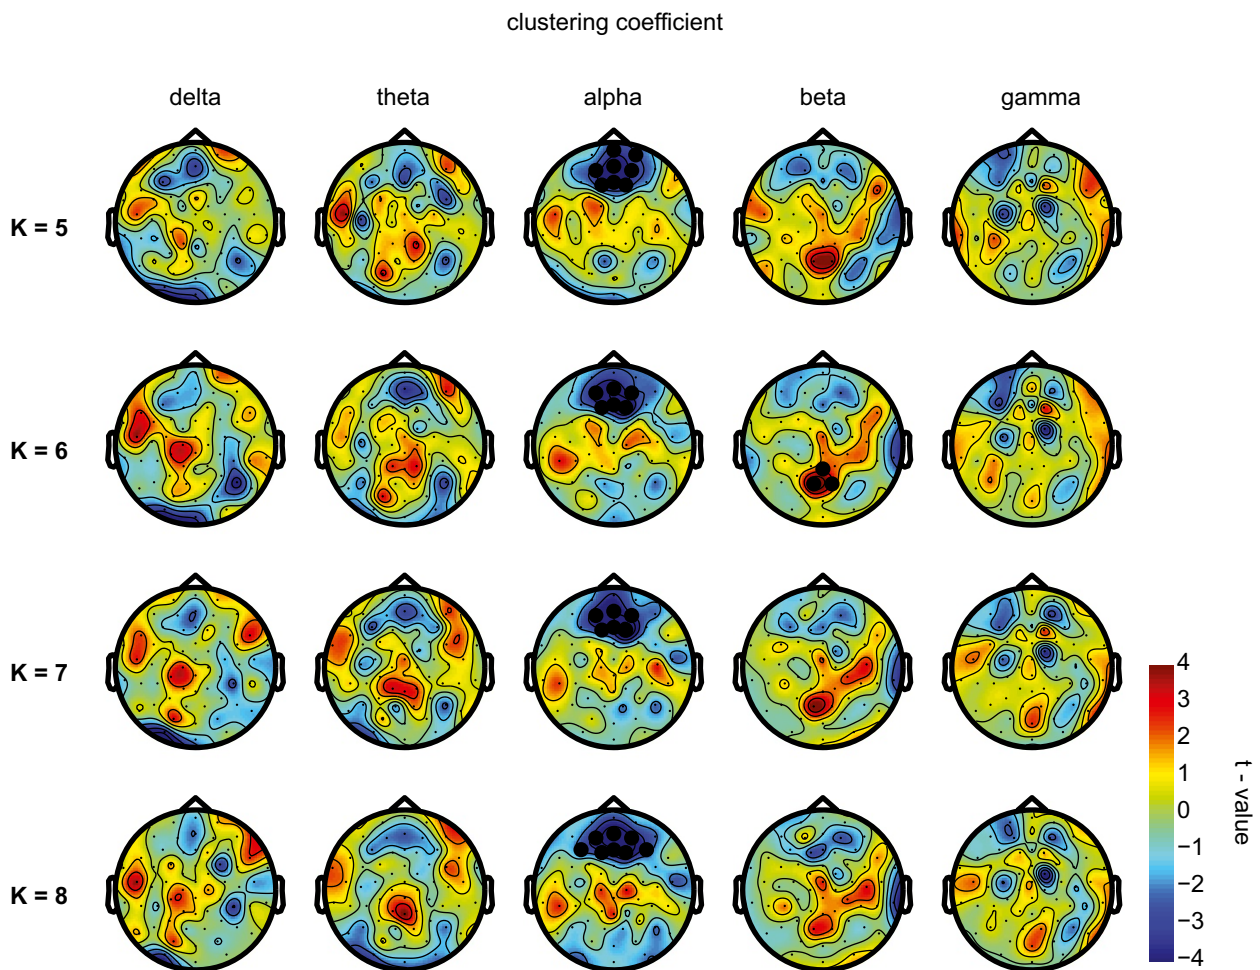 clustering coefficient
delta theta alpha beta gamma
K = 5
K = 6
K = 7
K = 8
4
3
2
1
0
−1
−2
−3
−4
t - value